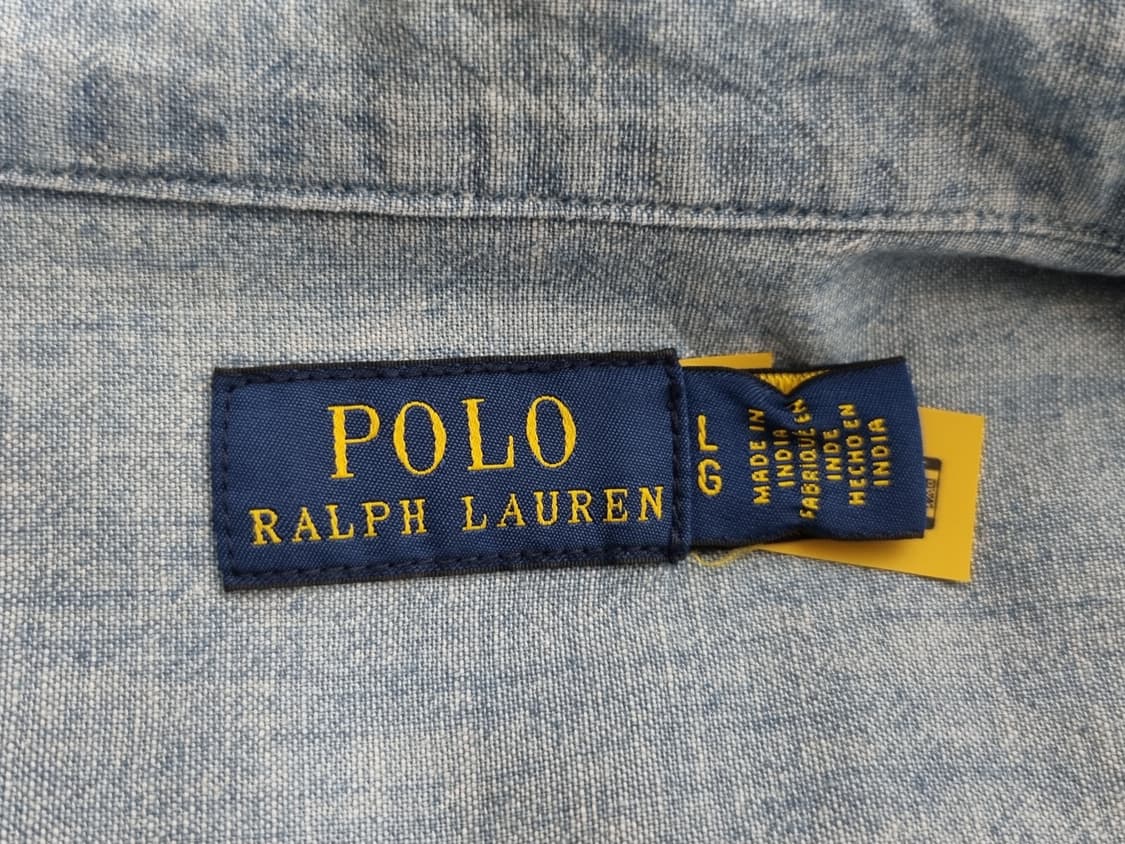 POLO
RALPH LAUREN
L
G
MADE IN
INDIA
FABRIQUÉ EN
INDE
HECHO EN
INDIA